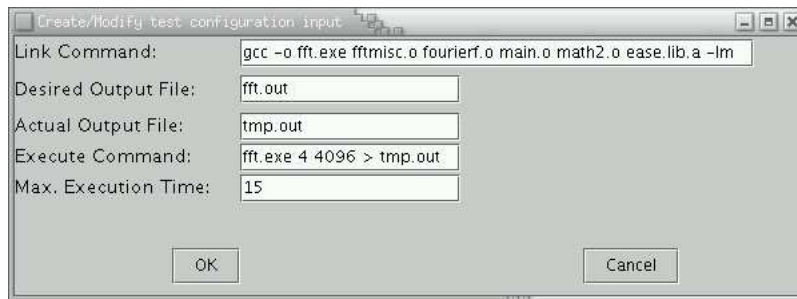 Create/Modify test configuration input
Link Command: gcc -o fft.exe fftmisc.o fourierf.o main.o math2.o ease.lib.a -lm
Desired Output File: fft.out
Actual Output File: tmp.out
Execute Command: fft.exe 4 4096 > tmp.out
Max. Execution Time: 15
OK Cancel